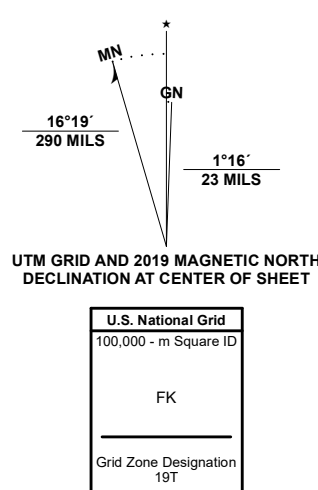 ★
MN
GN
16°19´
290 MILS
1°16´
23 MILS
UTM GRID AND 2019 MAGNETIC NORTH
DECLINATION AT CENTER OF SHEET
U.S. National Grid
100,000 - m Square ID
FK
Grid Zone Designation
19T